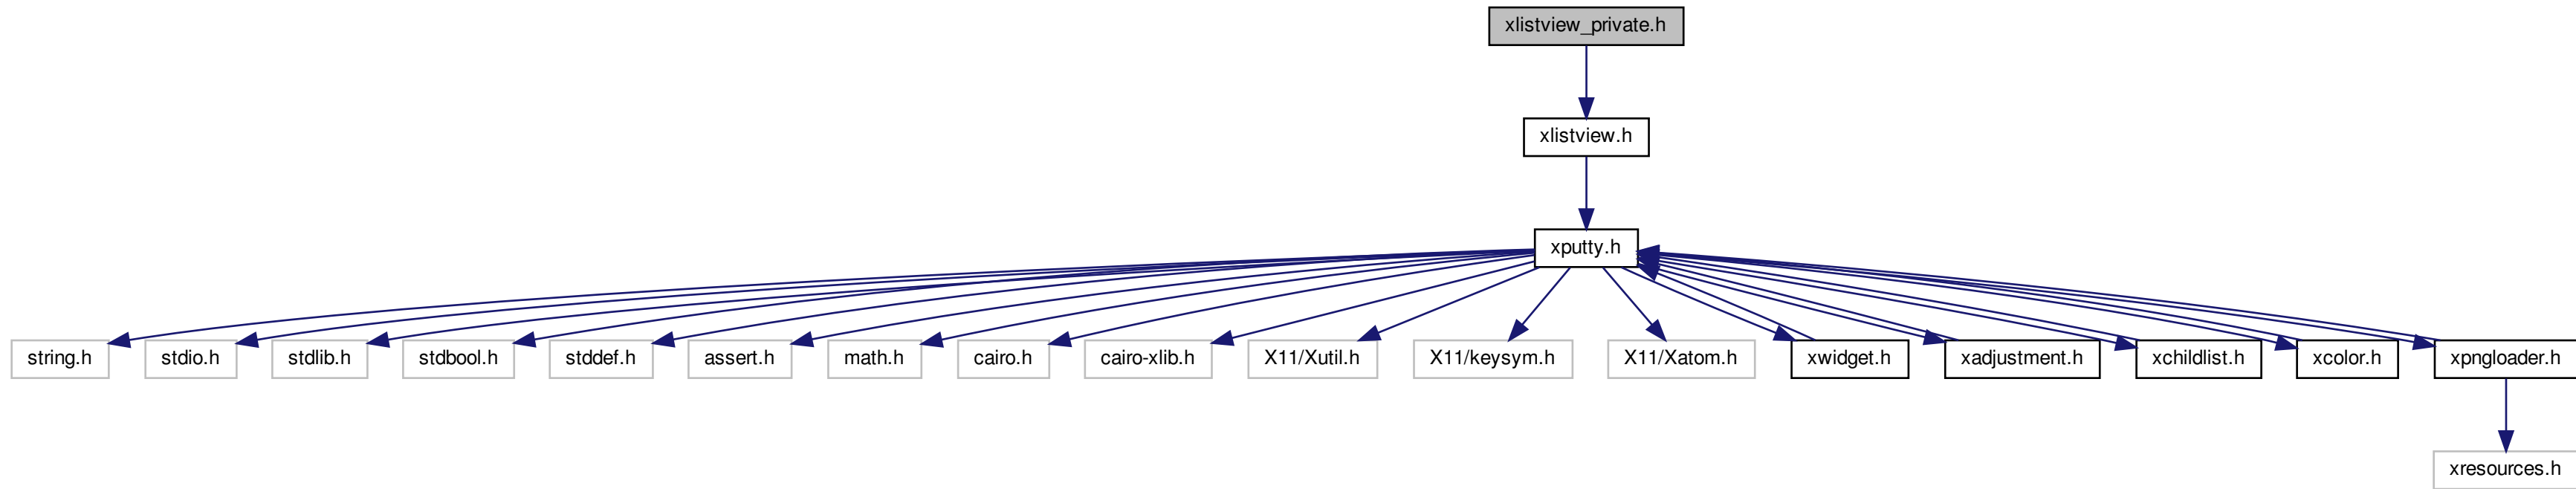 xlistview_private.h
xlistview.h
xputty.h
string.h
stdio.h
stdlib.h
stdbool.h
stddef.h
assert.h
math.h
cairo.h
cairo-xlib.h
X11/Xutil.h
X11/keysym.h
X11/Xatom.h
xwidget.h
xadjustment.h
xchildlist.h
xcolor.h
xpngloader.h
xresources.h